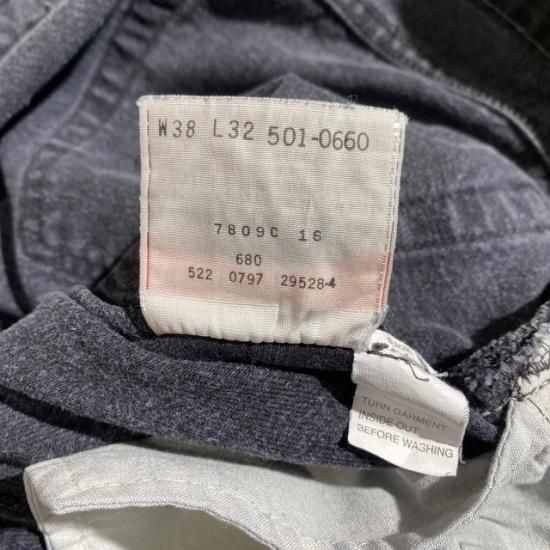 W38 L32 501-0660
7809C 16
680
522 0797 29528-4
TURN GARMENT
INSIDE OUT
BEFORE WASHING